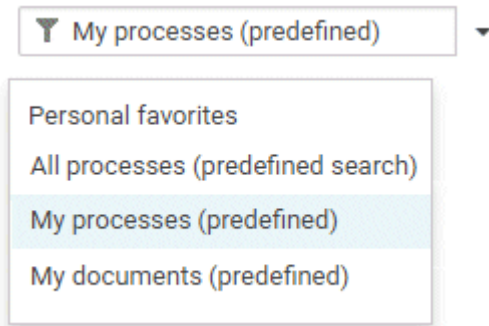 My processes (predefined)
Personal favorites
All processes (predefined search)
My processes (predefined)
My documents (predefined)